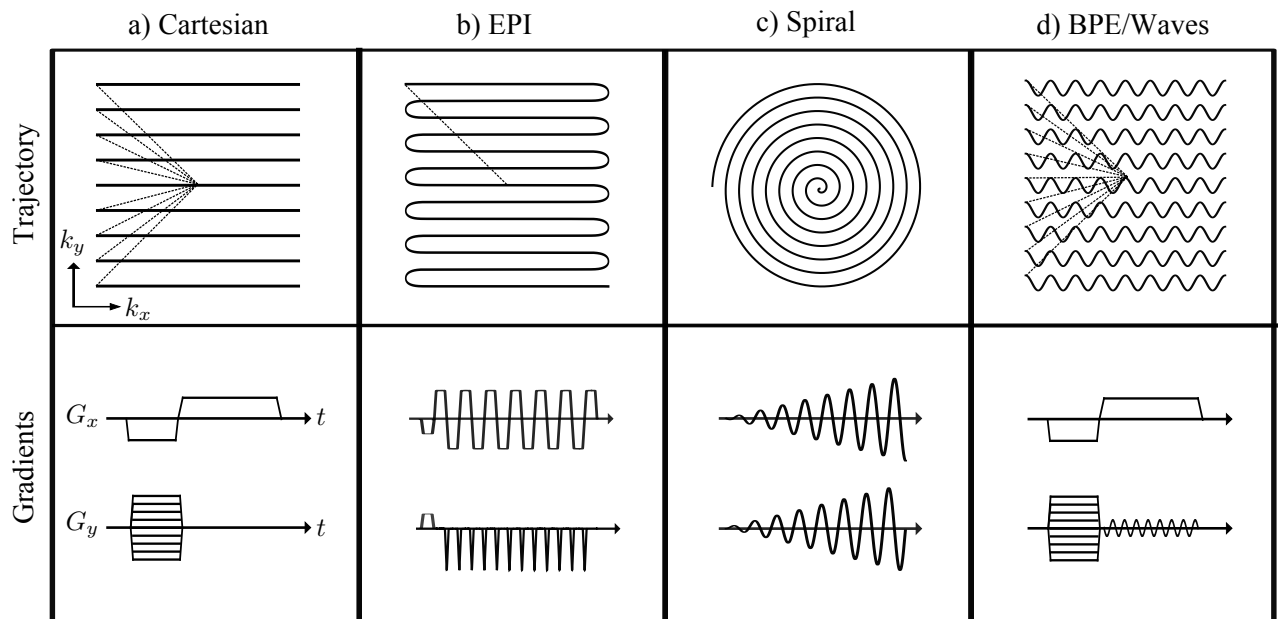 a) Cartesian
b) EPI
c) Spiral
d) BPE/Waves
Trajectory
k_y
k_x
Gradients
G_x
t
G_y
t